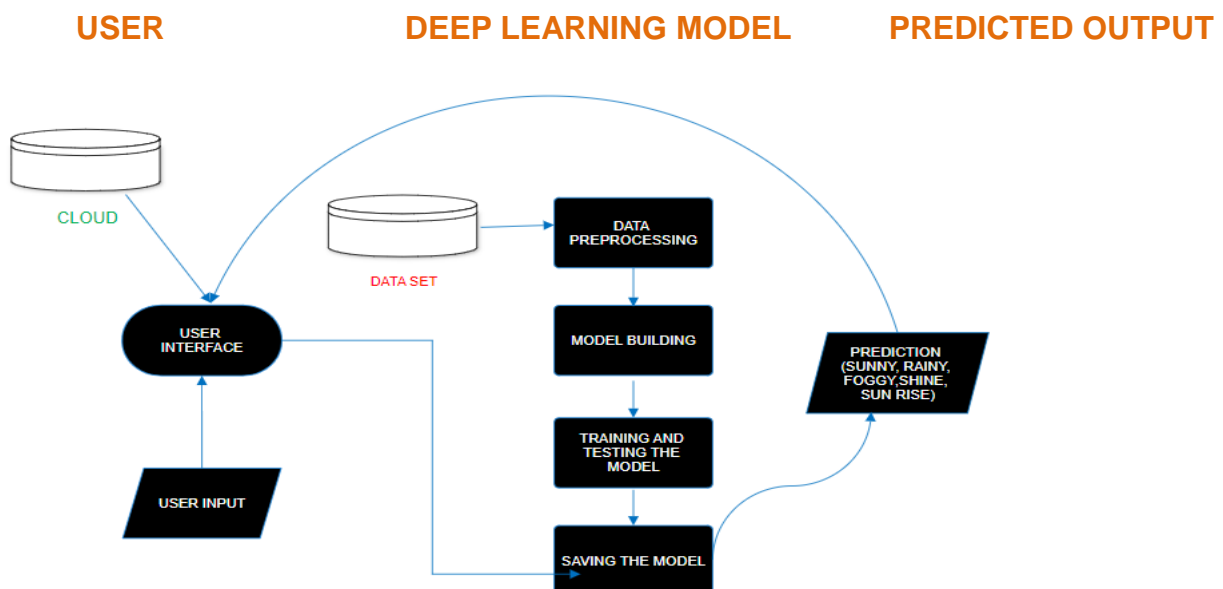 USER
DEEP LEARNING MODEL
PREDICTED OUTPUT
CLOUD
DATA SET
DATA
PREPROCESSING
USER
INTERFACE
MODEL BUILDING
PREDICTION
(SUNNY, RAINY,
FOGGY,SHINE,
SUN RISE)
TRAINING AND
TESTING THE
MODEL
USER INPUT
SAVING THE MODEL